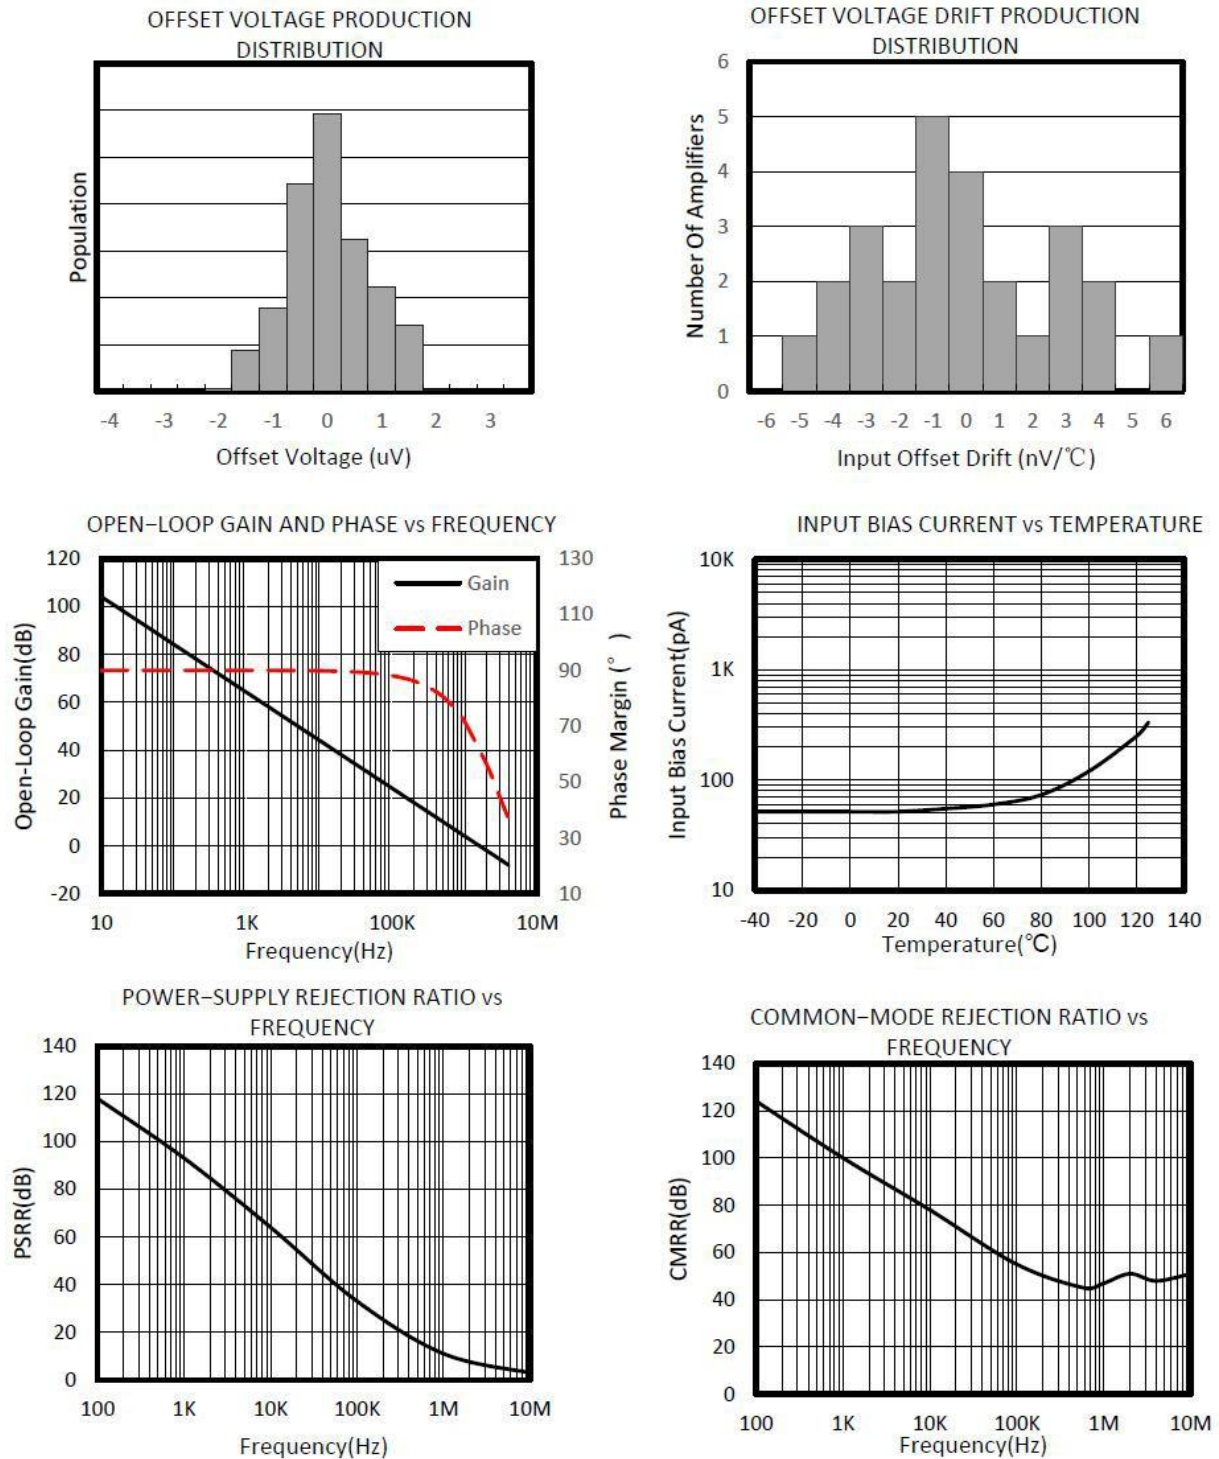 OFFSET VOLTAGE PRODUCTION
DISTRIBUTION
Population
-4 -3 -2 -1 0 1 2 3
Offset Voltage (uV)
OFFSET VOLTAGE DRIFT PRODUCTION
DISTRIBUTION
Number Of Amplifiers
6
5
4
3
2
1
0
-6 -5 -4 -3 -2 -1 0 1 2 3 4 5 6
Input Offset Drift (nV/℃)
OPEN−LOOP GAIN AND PHASE vs FREQUENCY
Open-Loop Gain(dB)
120
100
80
60
40
20
0
-20
Gain
Phase
130
110
90
70
50
30
10
Phase Margin (°)
10 1K 100K 10M
Frequency(Hz)
INPUT BIAS CURRENT vs TEMPERATURE
Input Bias Current(pA)
10K
1K
100
10
-40 -20 0 20 40 60 80 100 120 140
Temperature(℃)
POWER−SUPPLY REJECTION RATIO vs
FREQUENCY
PSRR(dB)
140
120
100
80
60
40
20
0
100 1K 10K 100K 1M 10M
Frequency(Hz)
COMMON−MODE REJECTION RATIO vs
FREQUENCY
CMRR(dB)
140
120
100
80
60
40
20
0
100 1K 10K 100K 1M 10M
Frequency(Hz)